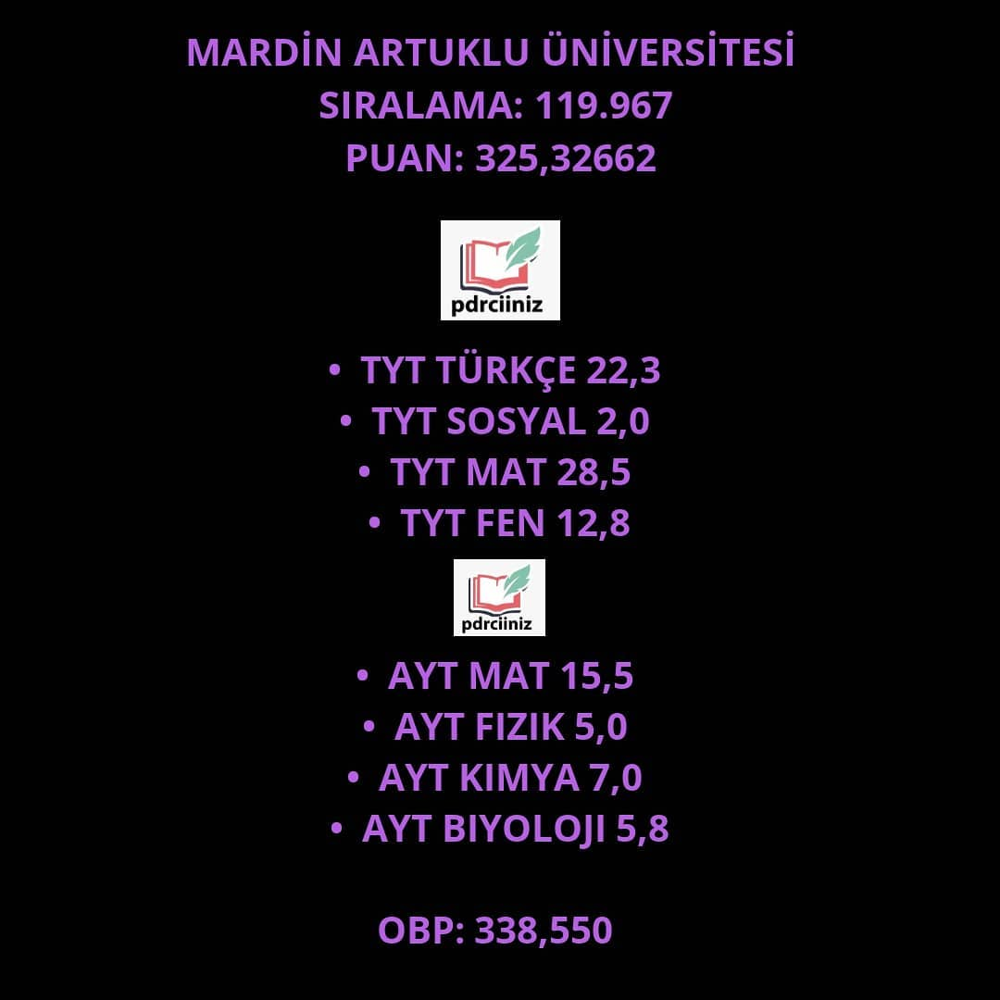 MARDİN ARTUKLU ÜNİVERSİTESİ
SIRALAMA: 119.967
PUAN: 325,32662
pdrciiniz
• TYT TÜRKÇE 22,3
• TYT SOSYAL 2,0
• TYT MAT 28,5
• TYT FEN 12,8
pdrciiniz
• AYT MAT 15,5
• AYT FIZIK 5,0
• AYT KIMYA 7,0
• AYT BIYOLOJI 5,8
OBP: 338,550